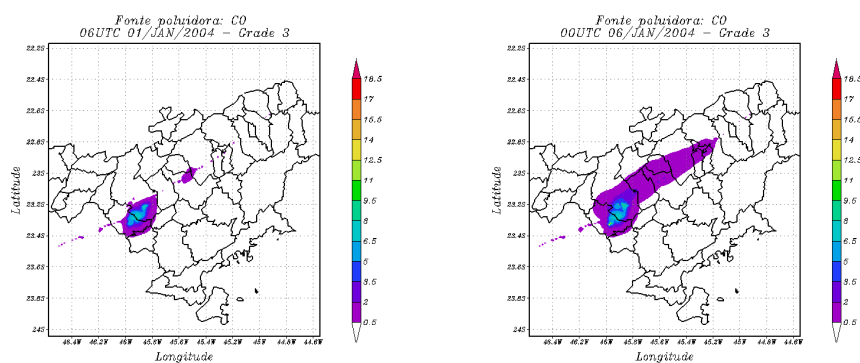 Fonte poluidora: CO
06UTC 01/JAN/2004 - Grade 3
22.2S
22.4S
22.6S
22.8S
23S
23.2S
23.4S
23.6S
23.8S
24S
46.4W 46.2W 46W 45.8W 45.6W 45.4W 45.2W 45W 44.8W 44.6W
Latitude
Longitude
18.5
17
15.5
14
12.5
11
9.5
8
6.5
5
3.5
2
0.5
Fonte poluidora: CO
00UTC 06/JAN/2004 - Grade 3
22.2S
22.4S
22.6S
22.8S
23S
23.2S
23.4S
23.6S
23.8S
24S
46.4W 46.2W 46W 45.8W 45.6W 45.4W 45.2W 45W 44.8W 44.6W
Latitude
Longitude
18.5
17
15.5
14
12.5
11
9.5
8
6.5
5
3.5
2
0.5